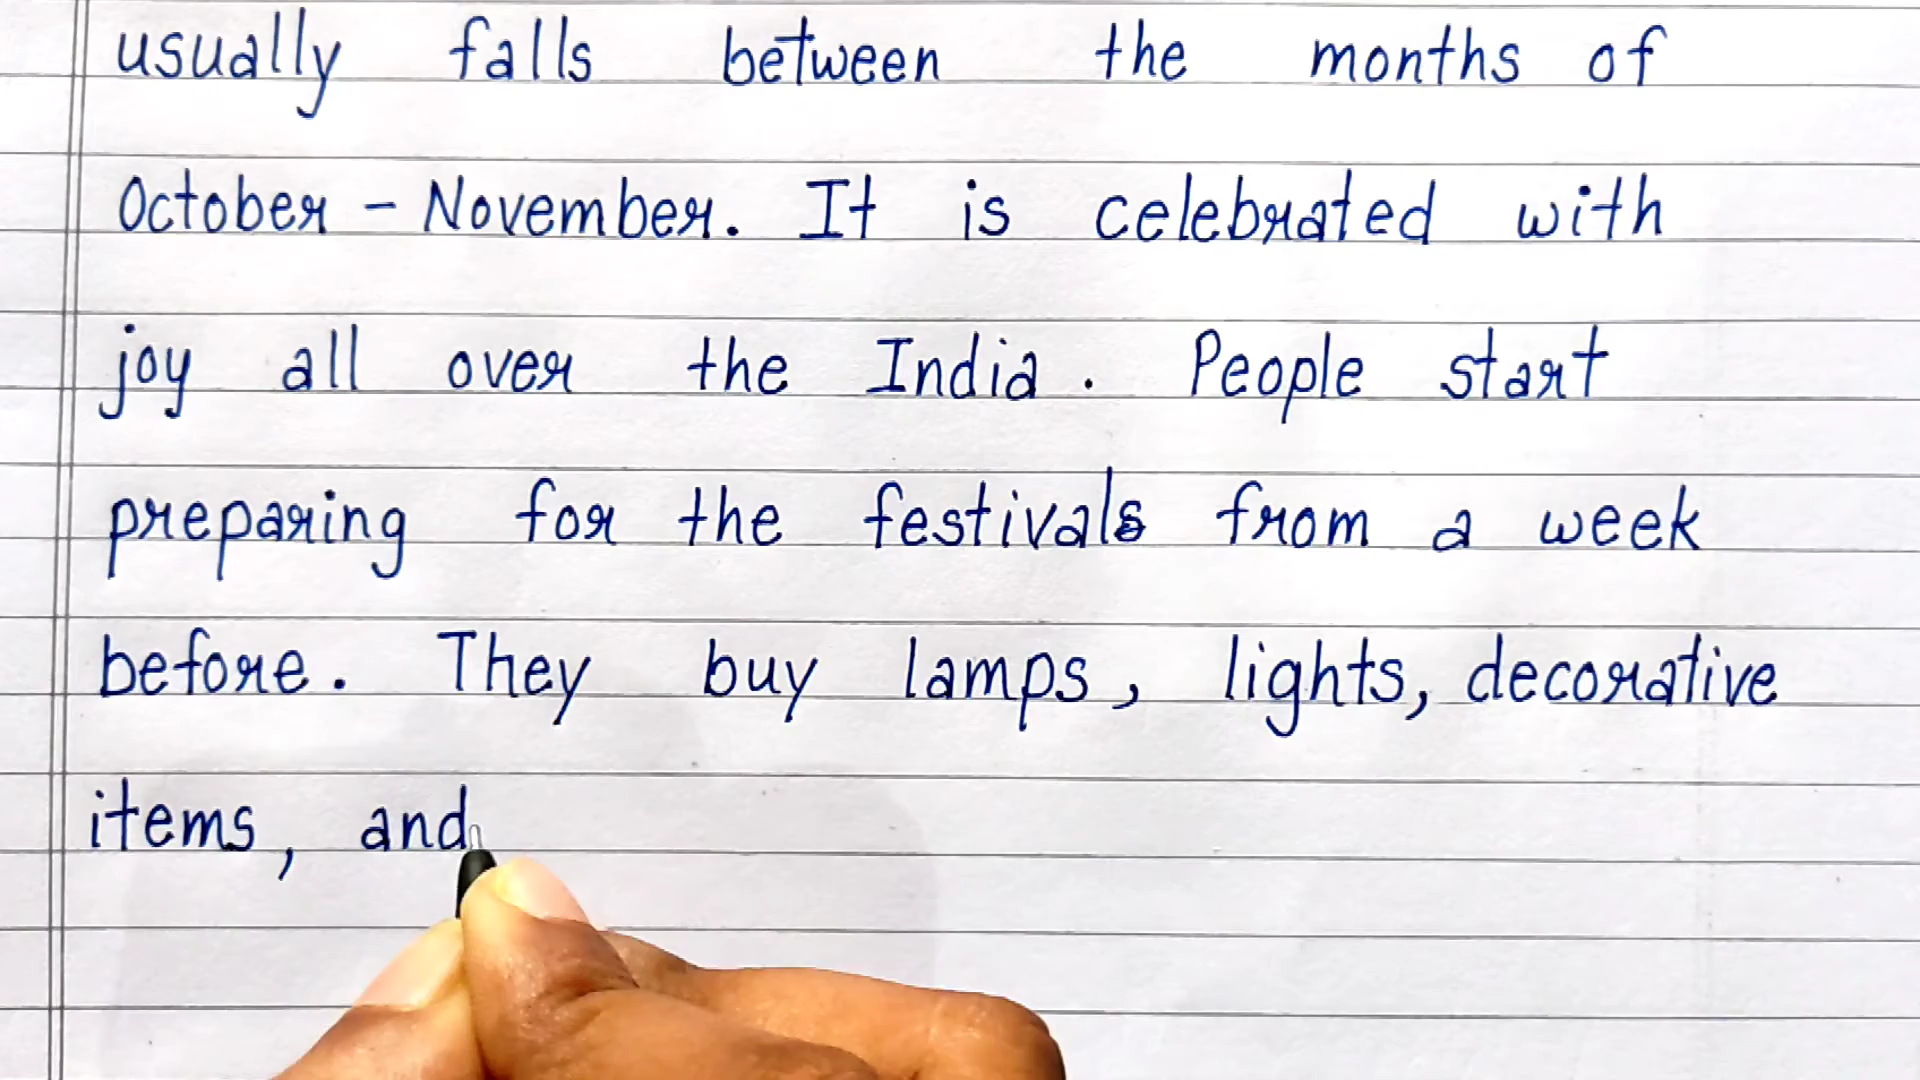 usually falls between the months of
October - November. It is celebrated with
joy all over the India. People start
preparing for the festivals from a week
before. They buy lamps, lights, decorative
items, and